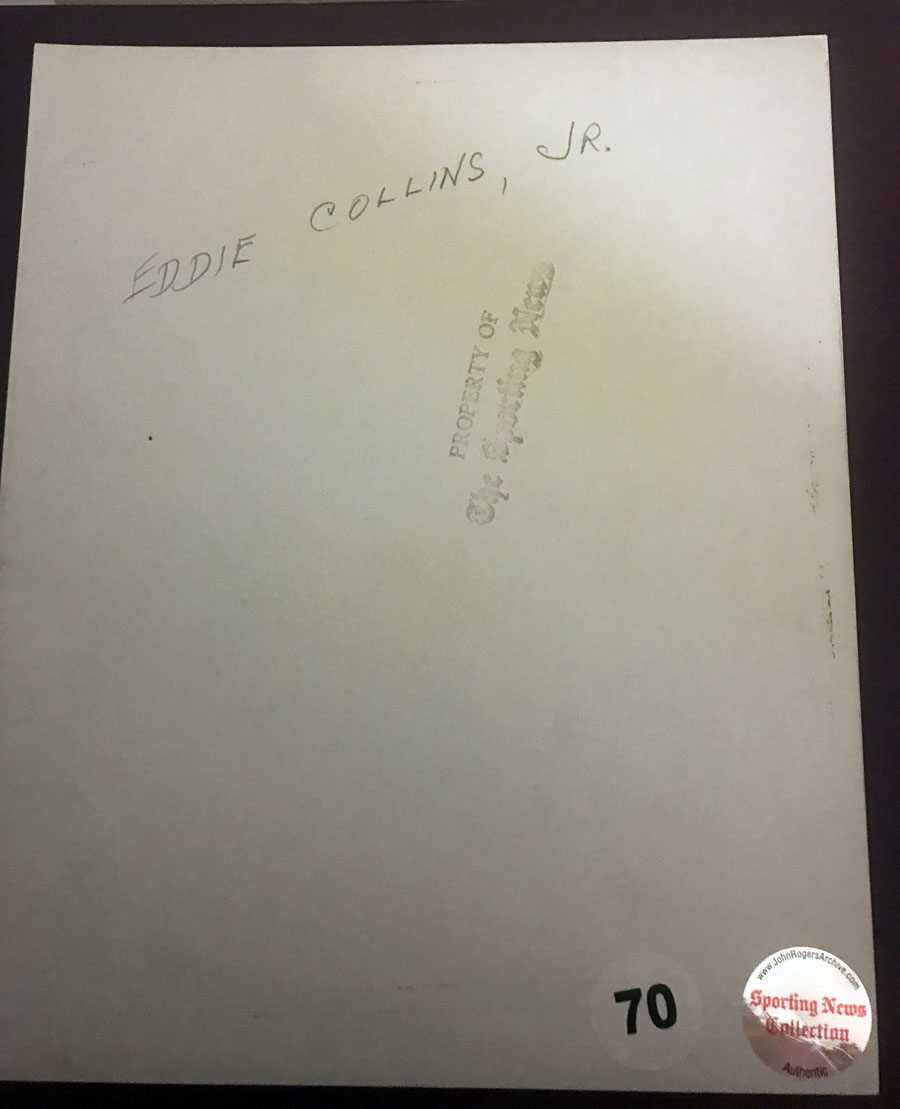 EDDIE COLLINS, JR.
PROPERTY OF
The Sporting News
70
www.JohnRogersArchive.com
Sporting News
Collection
Authentic